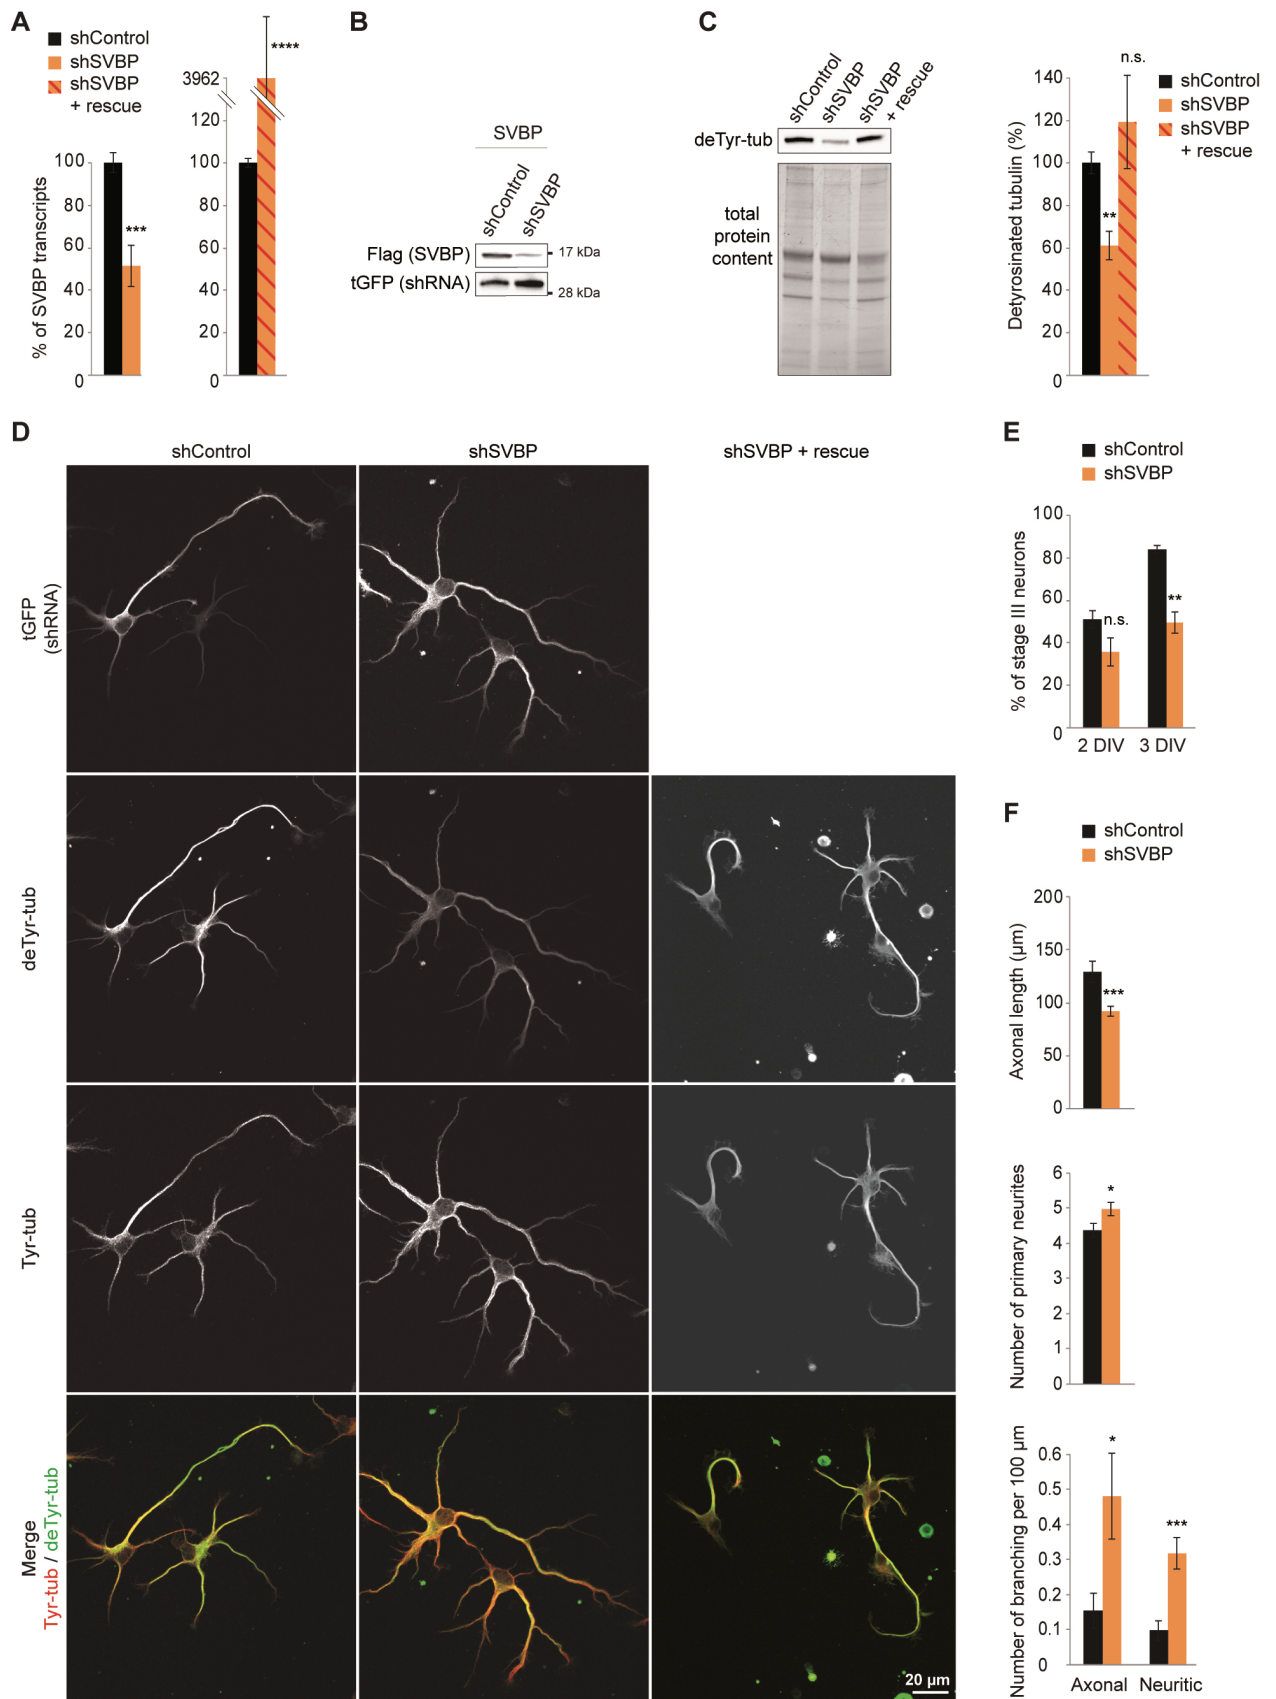 A
shControl
shSVBP
shSVBP
+ rescue
% of SVBP transcripts
100
80
60
40
20
0
***
3962
120
100
80
60
40
20
0
****
B
SVBP
shControl
shSVBP
Flag (SVBP)
17 kDa
tGFP (shRNA)
28 kDa
C
shControl
shSVBP
shSVBP
+ rescue
deTyr-tub
total
protein
content
Detyrosinated tubulin (%)
140
120
100
80
60
40
20
0
**
n.s.
shControl
shSVBP
shSVBP
+ rescue
D
shControl
shSVBP
shSVBP + rescue
tGFP
(shRNA)
deTyr-tub
Tyr-tub
Merge
Tyr-tub / deTyr-tub
20 µm
E
shControl
shSVBP
% of stage III neurons
100
80
60
40
20
0
n.s.
**
2 DIV
3 DIV
F
shControl
shSVBP
Axonal length (µm)
200
150
100
50
0
***
Number of primary neurites
6
5
4
3
2
1
0
*
Number of branching per 100 µm
0.6
0.5
0.4
0.3
0.2
0.1
0
*
***
Axonal
Neuritic